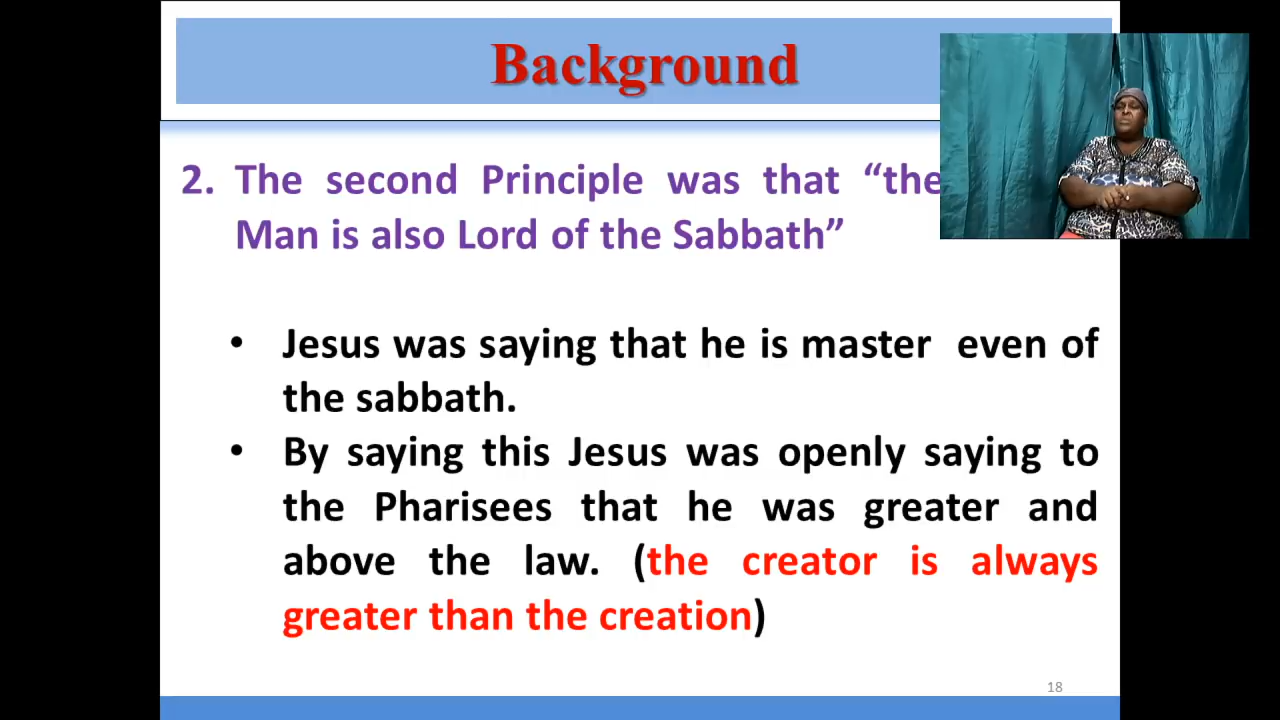 Background
2. The second Principle was that “the
Man is also Lord of the Sabbath”
• Jesus was saying that he is master even of
the sabbath.
• By saying this Jesus was openly saying to
the Pharisees that he was greater and
above the law. (the creator is always
greater than the creation)
18